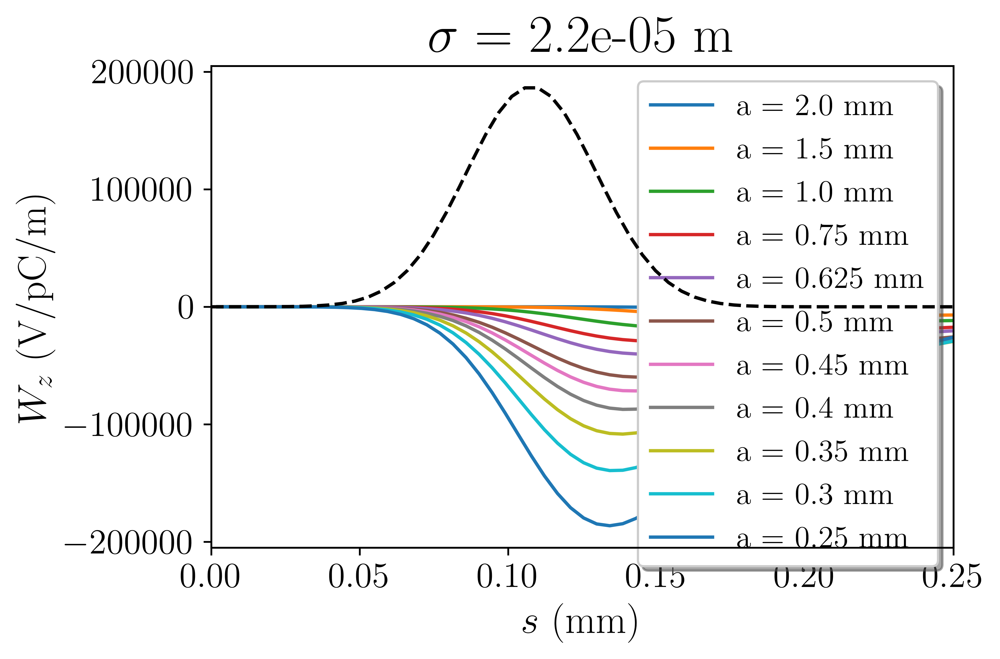 σ = 2.2e-05 m
W_z (V/pC/m)
200000
100000
0
−100000
−200000
a = 2.0 mm
a = 1.5 mm
a = 1.0 mm
a = 0.75 mm
a = 0.625 mm
a = 0.5 mm
a = 0.45 mm
a = 0.4 mm
a = 0.35 mm
a = 0.3 mm
a = 0.25 mm
0.00 0.05 0.10 0.15 0.20 0.25
s (mm)